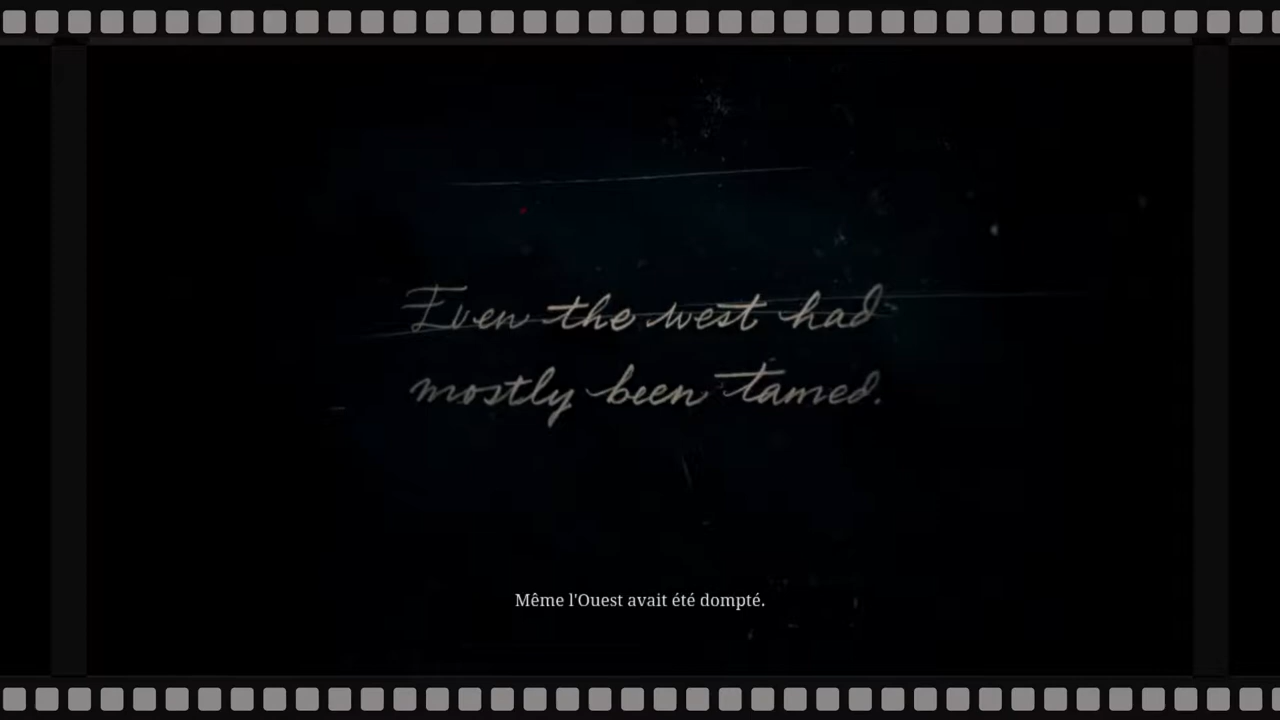 Even the west had
mostly been tamed.
Même l'Ouest avait été dompté.